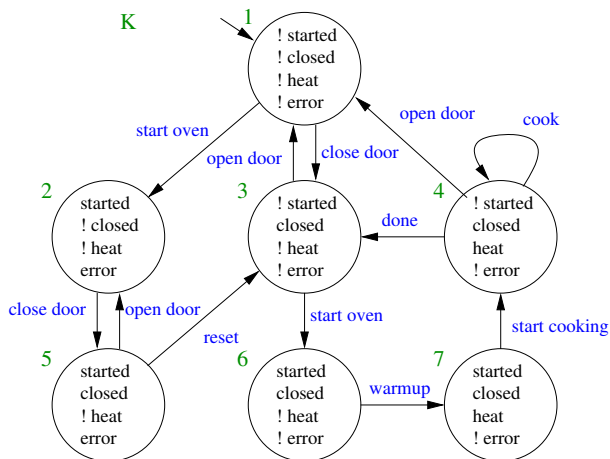 K
1
! started
! closed
! heat
! error
start oven
open door
close door
open door
cook
2
started
! closed
! heat
error
3
! started
closed
! heat
! error
done
4
! started
closed
heat
! error
close door
open door
reset
start oven
start cooking
5
started
closed
! heat
error
6
started
closed
! heat
! error
warmup
7
started
closed
heat
! error